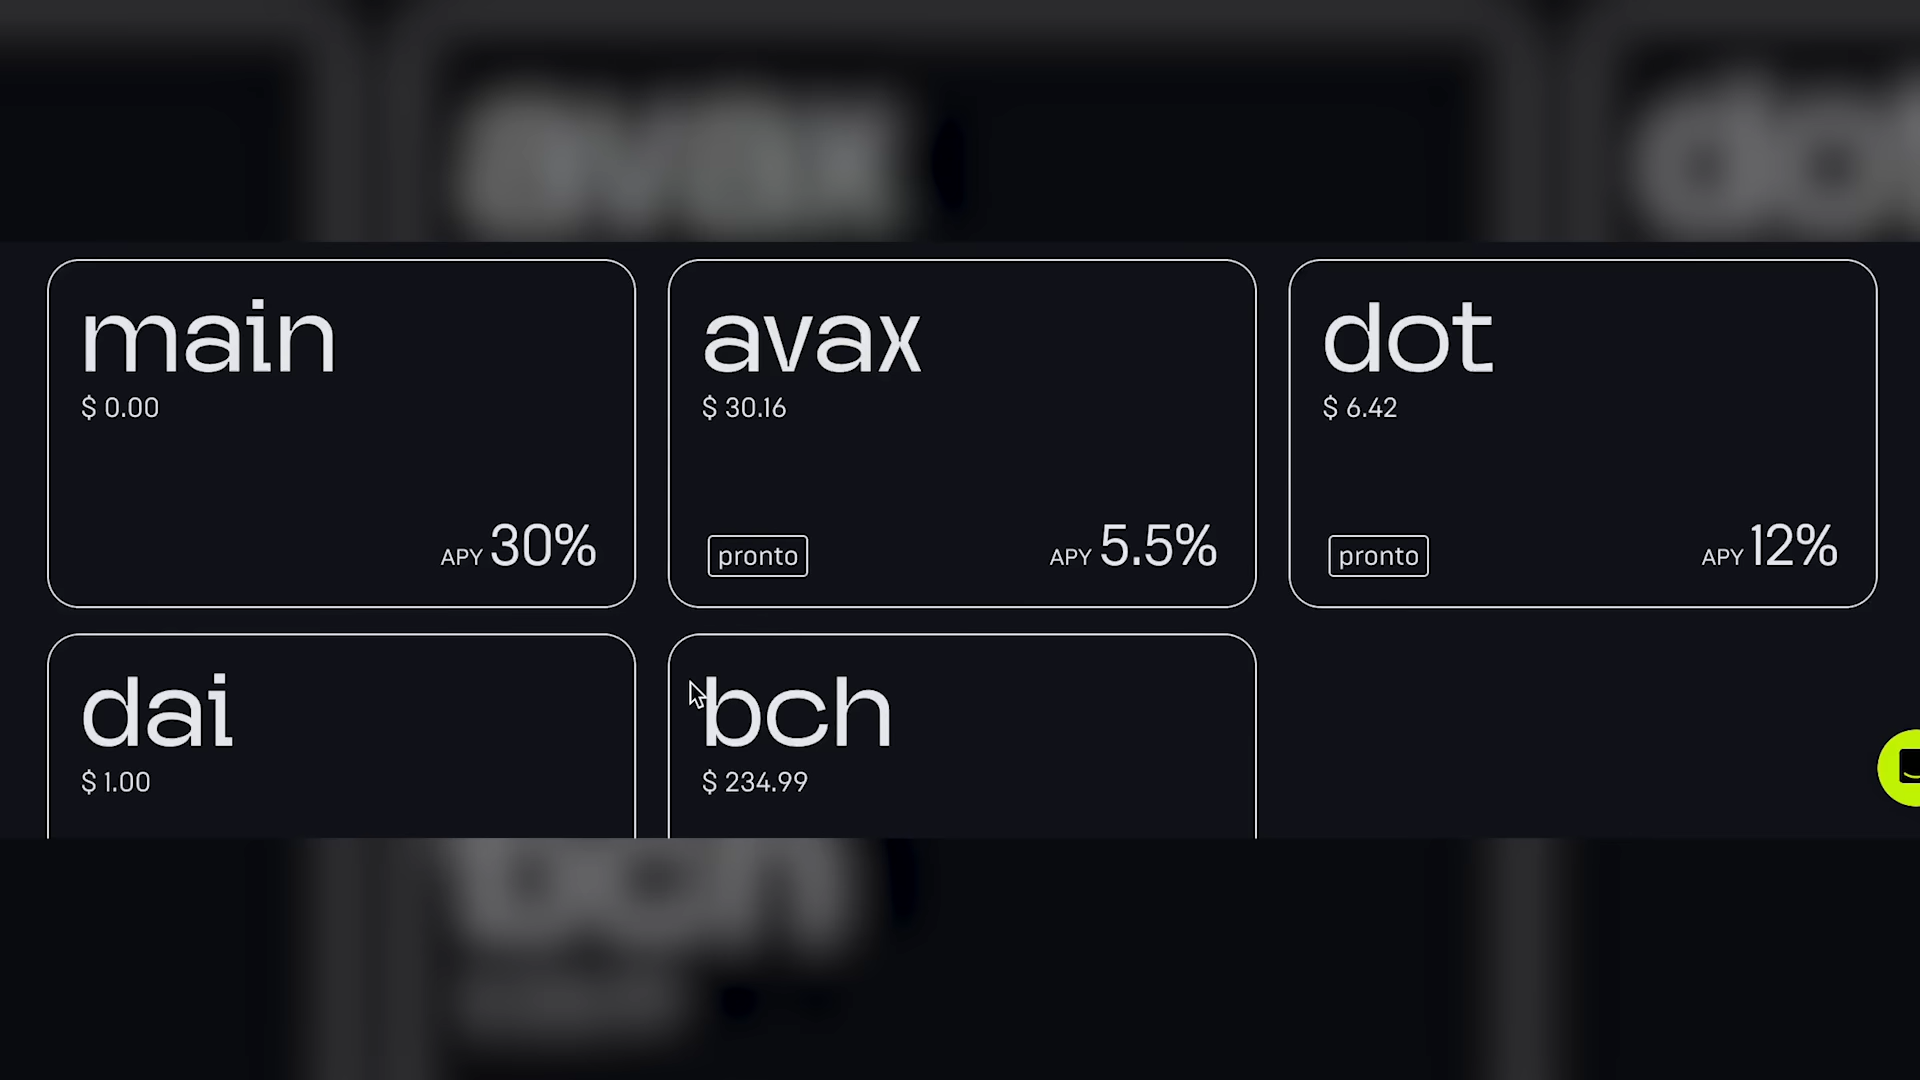 main
$ 0.00
APY 30%
avax
$ 30.16
pronto
APY 5.5%
dot
$ 6.42
pronto
APY 12%
dai
$ 1.00
bch
$ 234.99